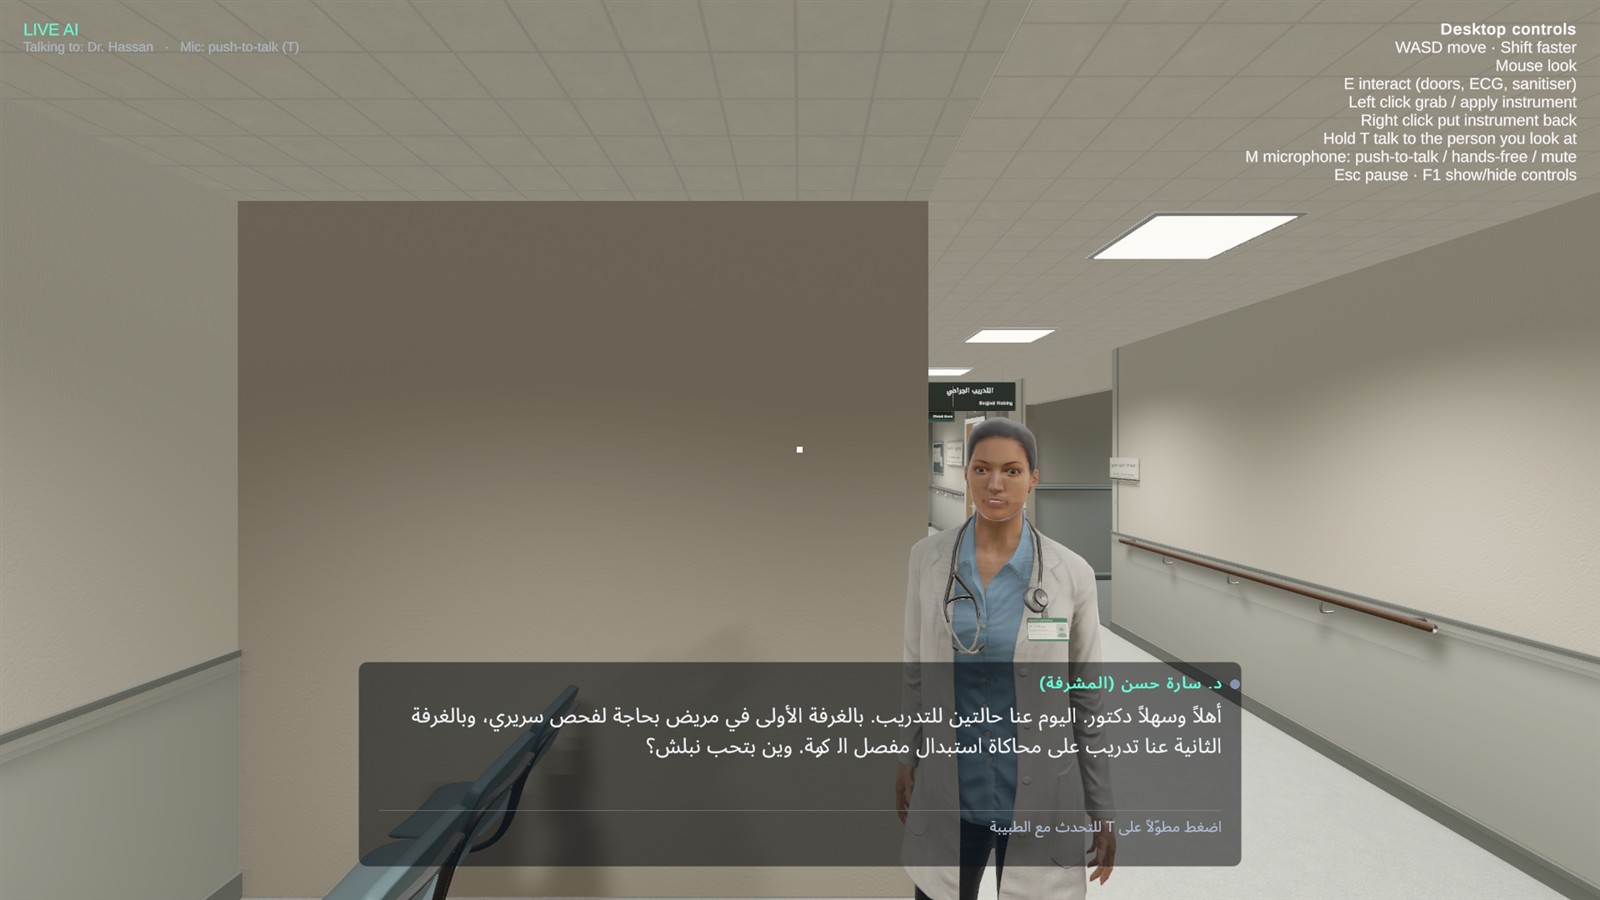 LIVE AI
Talking to: Dr. Hassan · Mic: push-to-talk (T)
Desktop controls
WASD move · Shift faster
Mouse look
E interact (doors, ECG, sanitiser)
Left click grab / apply instrument
Right click put instrument back
Hold T talk to the person you look at
M microphone: push-to-talk / hands-free / mute
Esc pause · F1 show/hide controls
التدريب الجراحي
د. سارة حسن (المشرفة)
أهلاً وسهلاً دكتور. اليوم عنا حالتين للتدريب. بالغرفة الأولى في مريض بحاجة لفحص سريري، وبالغرفة
الثانية عنا تدريب على محاكاة استبدال مفصل الـ. وين بتحب نبلش؟
اضغط مطوّلاً على T للتحدث مع الطبيبة